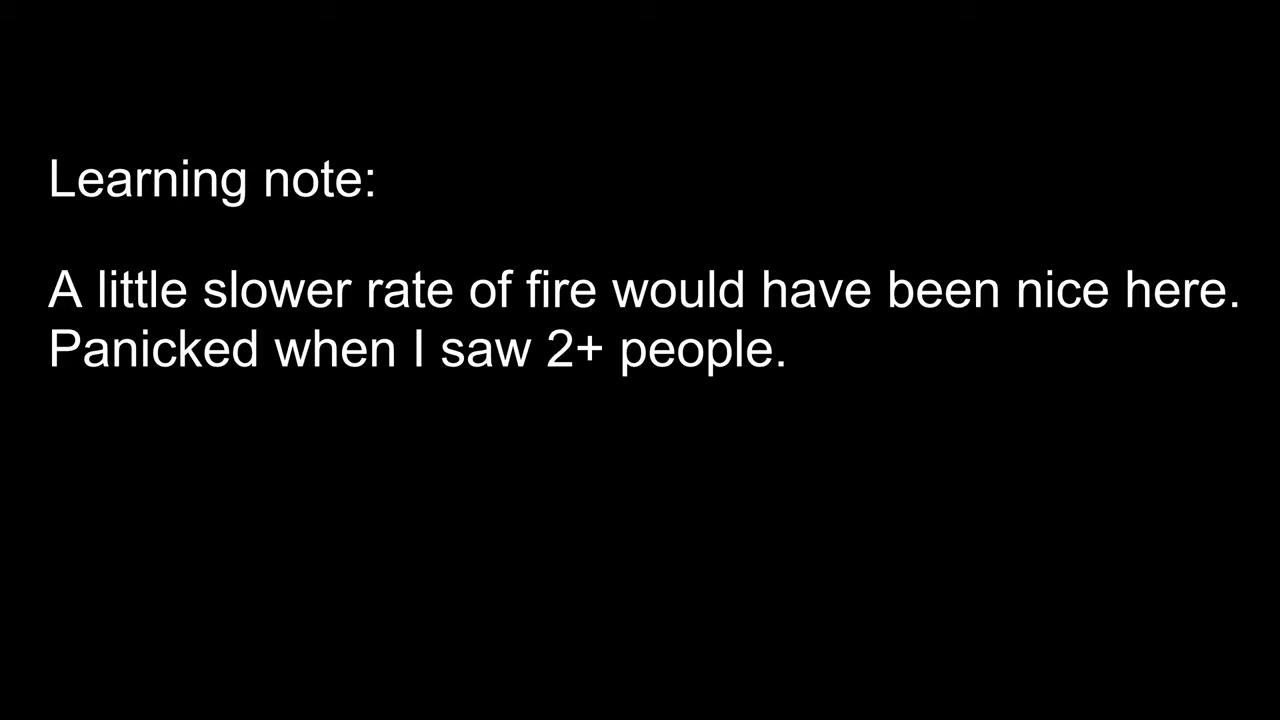 Learning note:
A little slower rate of fire would have been nice here.
Panicked when I saw 2+ people.